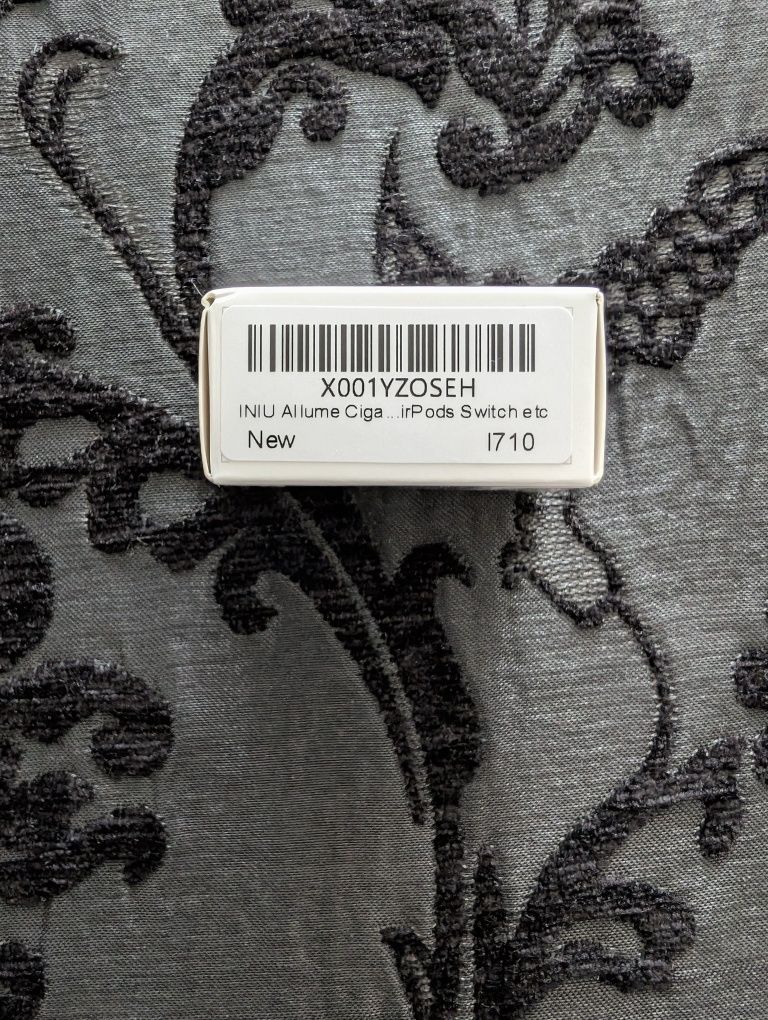 X001YZOSEH
INIU Allume Ciga...irPods Switch etc
New I710